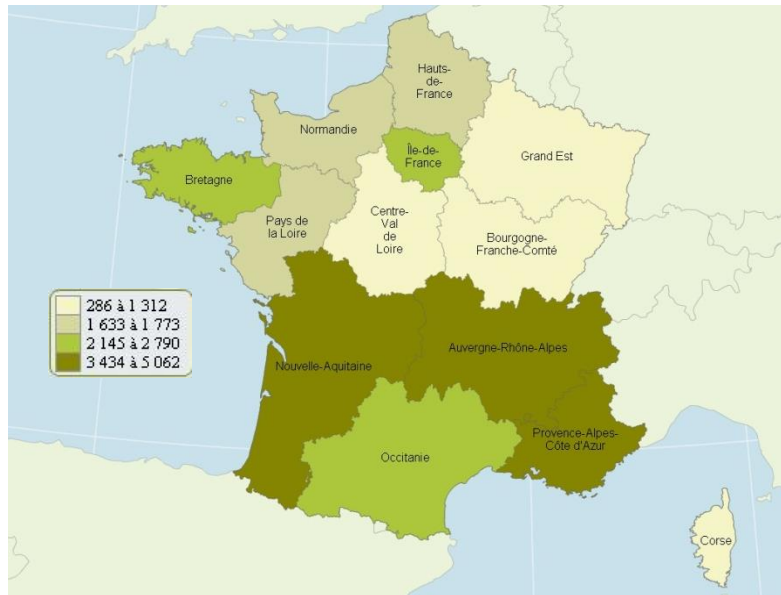 Hauts-
de-
France
Normandie
Île-de-
France
Grand Est
Bretagne
Pays de
la Loire
Centre-
Val
de
Loire
Bourgogne-
Franche-Comté
286 à 1 312
1 633 à 1 773
2 145 à 2 790
3 434 à 5 062
Auvergne-Rhône-Alpes
Nouvelle-Aquitaine
Provence-Alpes-
Côte d'Azur
Occitanie
Corse